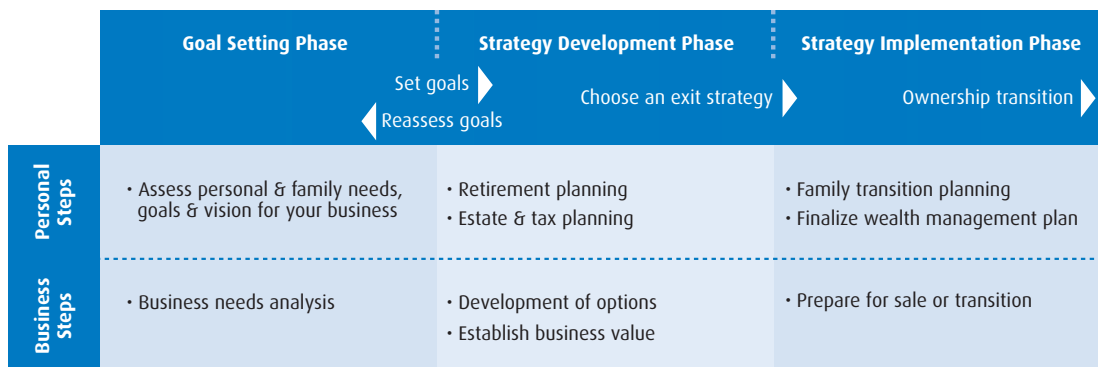 Goal Setting Phase
Strategy Development Phase
Strategy Implementation Phase
Set goals
Reassess goals
Choose an exit strategy
Ownership transition
Personal
Steps
• Assess personal & family needs,
goals & vision for your business
• Retirement planning
• Estate & tax planning
• Family transition planning
• Finalize wealth management plan
Business
Steps
• Business needs analysis
• Development of options
• Establish business value
• Prepare for sale or transition